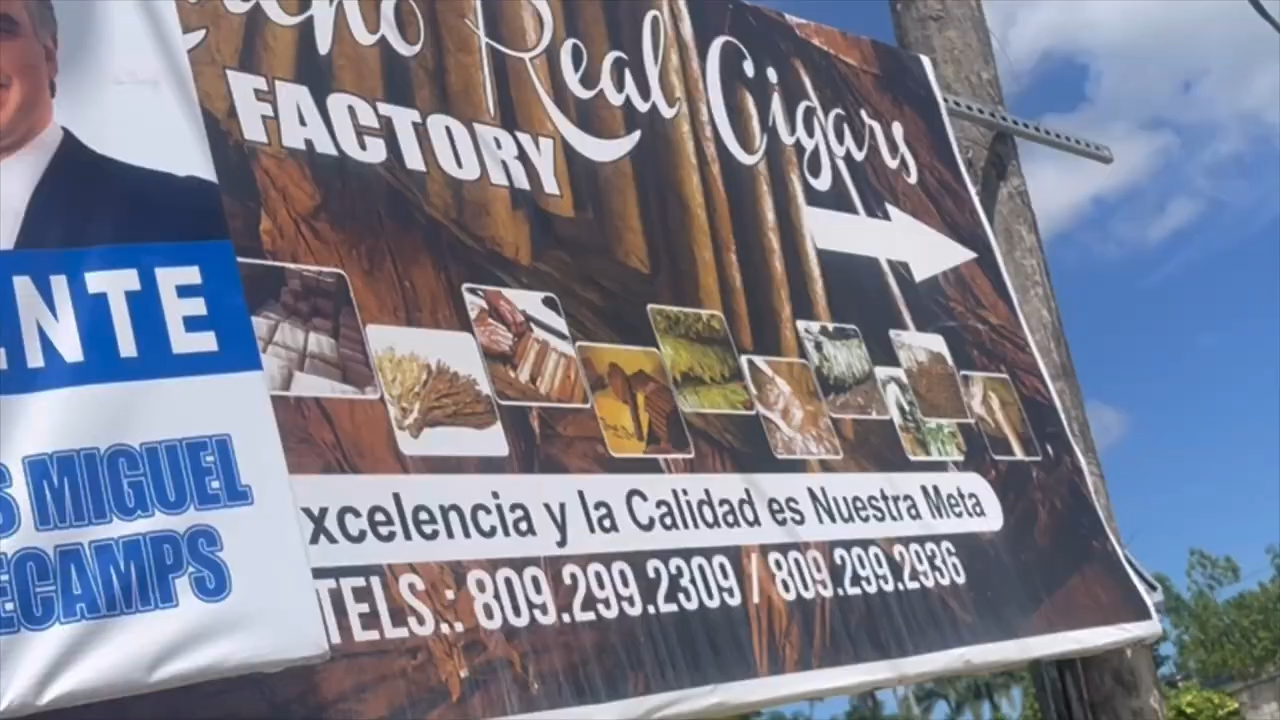 Real Cigars
FACTORY
xcelencia y la Calidad es Nuestra Meta
TELS.: 809.299.2309 / 809.299.2936
NTE
S MIGUEL
ECAMPS